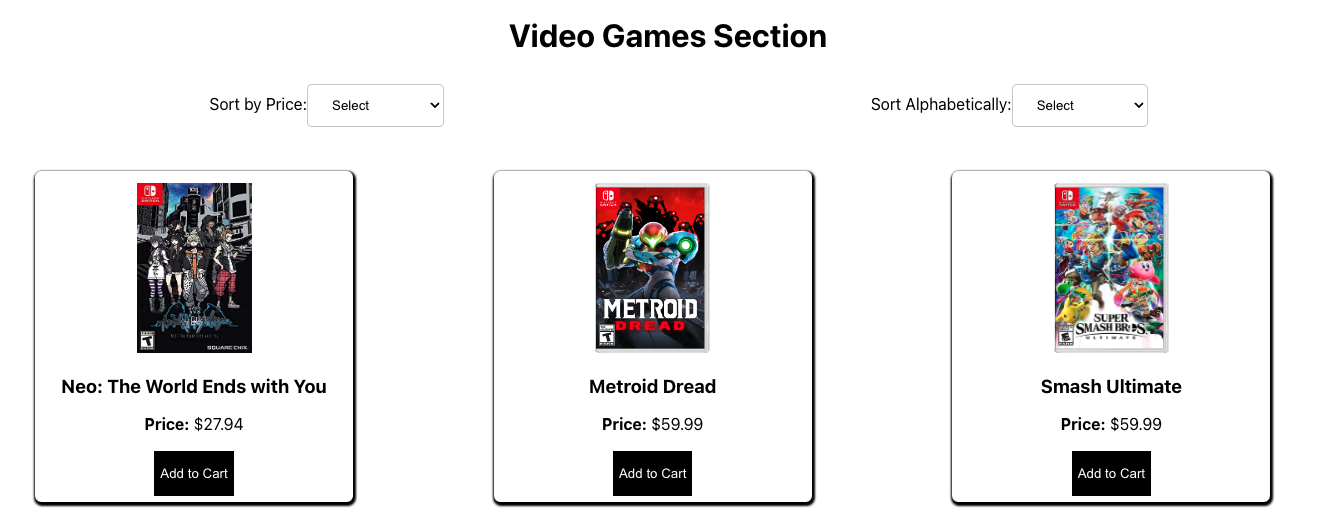 Video Games Section
Sort by Price: Select
Sort Alphabetically: Select
SQUARE ENIX.
METROID
DREAD
SUPER
SMASH BROS.
ULTIMATE
Neo: The World Ends with You
Metroid Dread
Smash Ultimate
Price: $27.94
Price: $59.99
Price: $59.99
Add to Cart
Add to Cart
Add to Cart